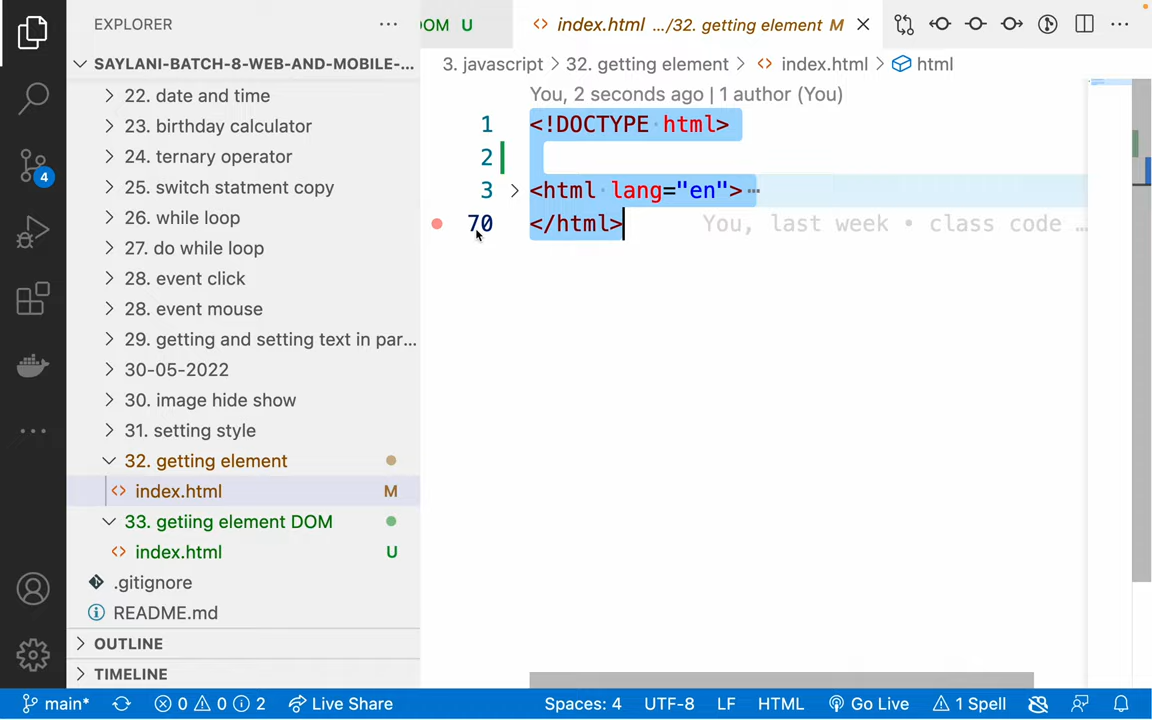 EXPLORER
SAYLANI-BATCH-8-WEB-AND-MOBILE-...
22. date and time
23. birthday calculator
24. ternary operator
25. switch statment copy
26. while loop
27. do while loop
28. event click
28. event mouse
29. getting and setting text in par...
30-05-2022
30. image hide show
31. setting style
32. getting element
index.html M
33. getiing element DOM
index.html U
.gitignore
README.md
OUTLINE
TIMELINE
4
DOM U
index.html .../32. getting element M
3. javascript > 32. getting element > index.html > html
You, 2 seconds ago | 1 author (You)
1 <!DOCTYPE html>
2
3 <html lang="en">
70 </html> You, last week • class code ...
main* 0 0 2 Live Share Spaces: 4 UTF-8 LF HTML Go Live 1 Spell